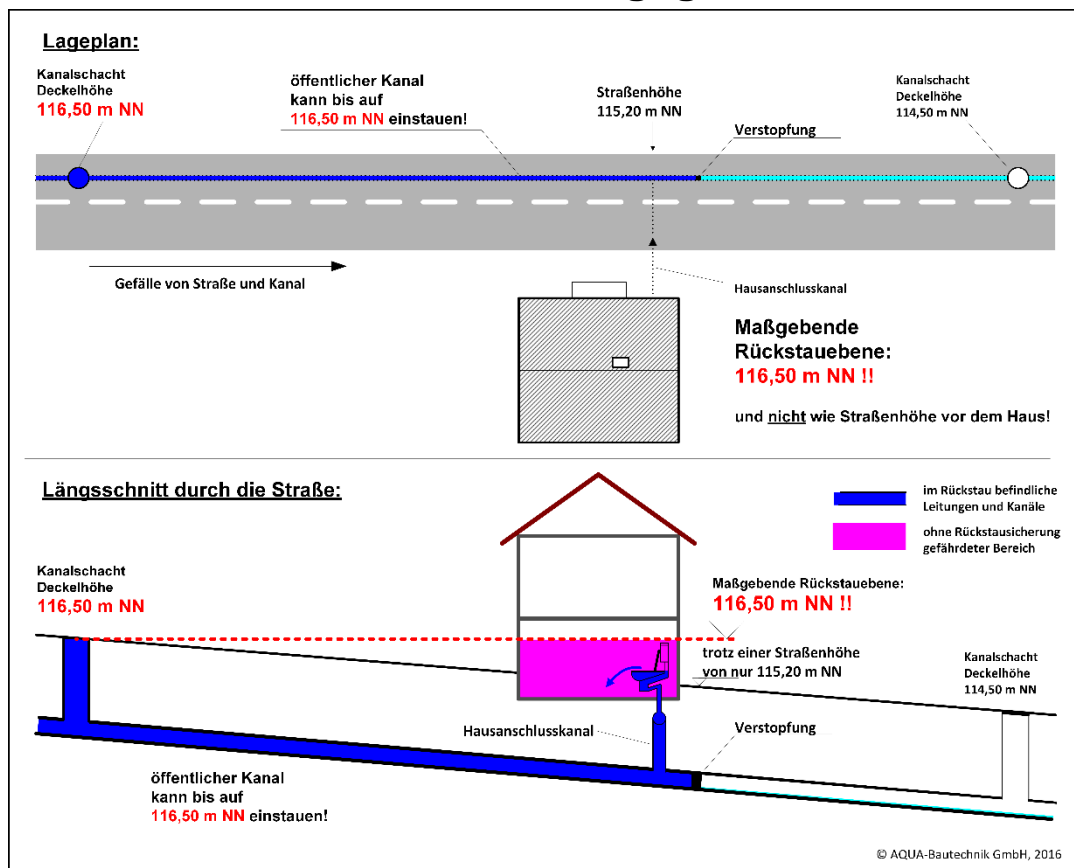 Lageplan:
Kanalschacht
Deckelhöhe
116,50 m NN
öffentlicher Kanal
kann bis auf
116,50 m NN einstauen!
Straßenhöhe
115,20 m NN
Verstopfung
Kanalschacht
Deckelhöhe
114,50 m NN
Gefälle von Straße und Kanal
Hausanschlusskanal
Maßgebende
Rückstauebene:
116,50 m NN !!
und nicht wie Straßenhöhe vor dem Haus!
Längsschnitt durch die Straße:
im Rückstau befindliche
Leitungen und Kanäle
ohne Rückstausicherung
gefährdeter Bereich
Kanalschacht
Deckelhöhe
116,50 m NN
Maßgebende Rückstauebene:
116,50 m NN !!
trotz einer Straßenhöhe
von nur 115,20 m NN
Kanalschacht
Deckelhöhe
114,50 m NN
Hausanschlusskanal
Verstopfung
öffentlicher Kanal
kann bis auf
116,50 m NN einstauen!
© AQUA-Bautechnik GmbH, 2016